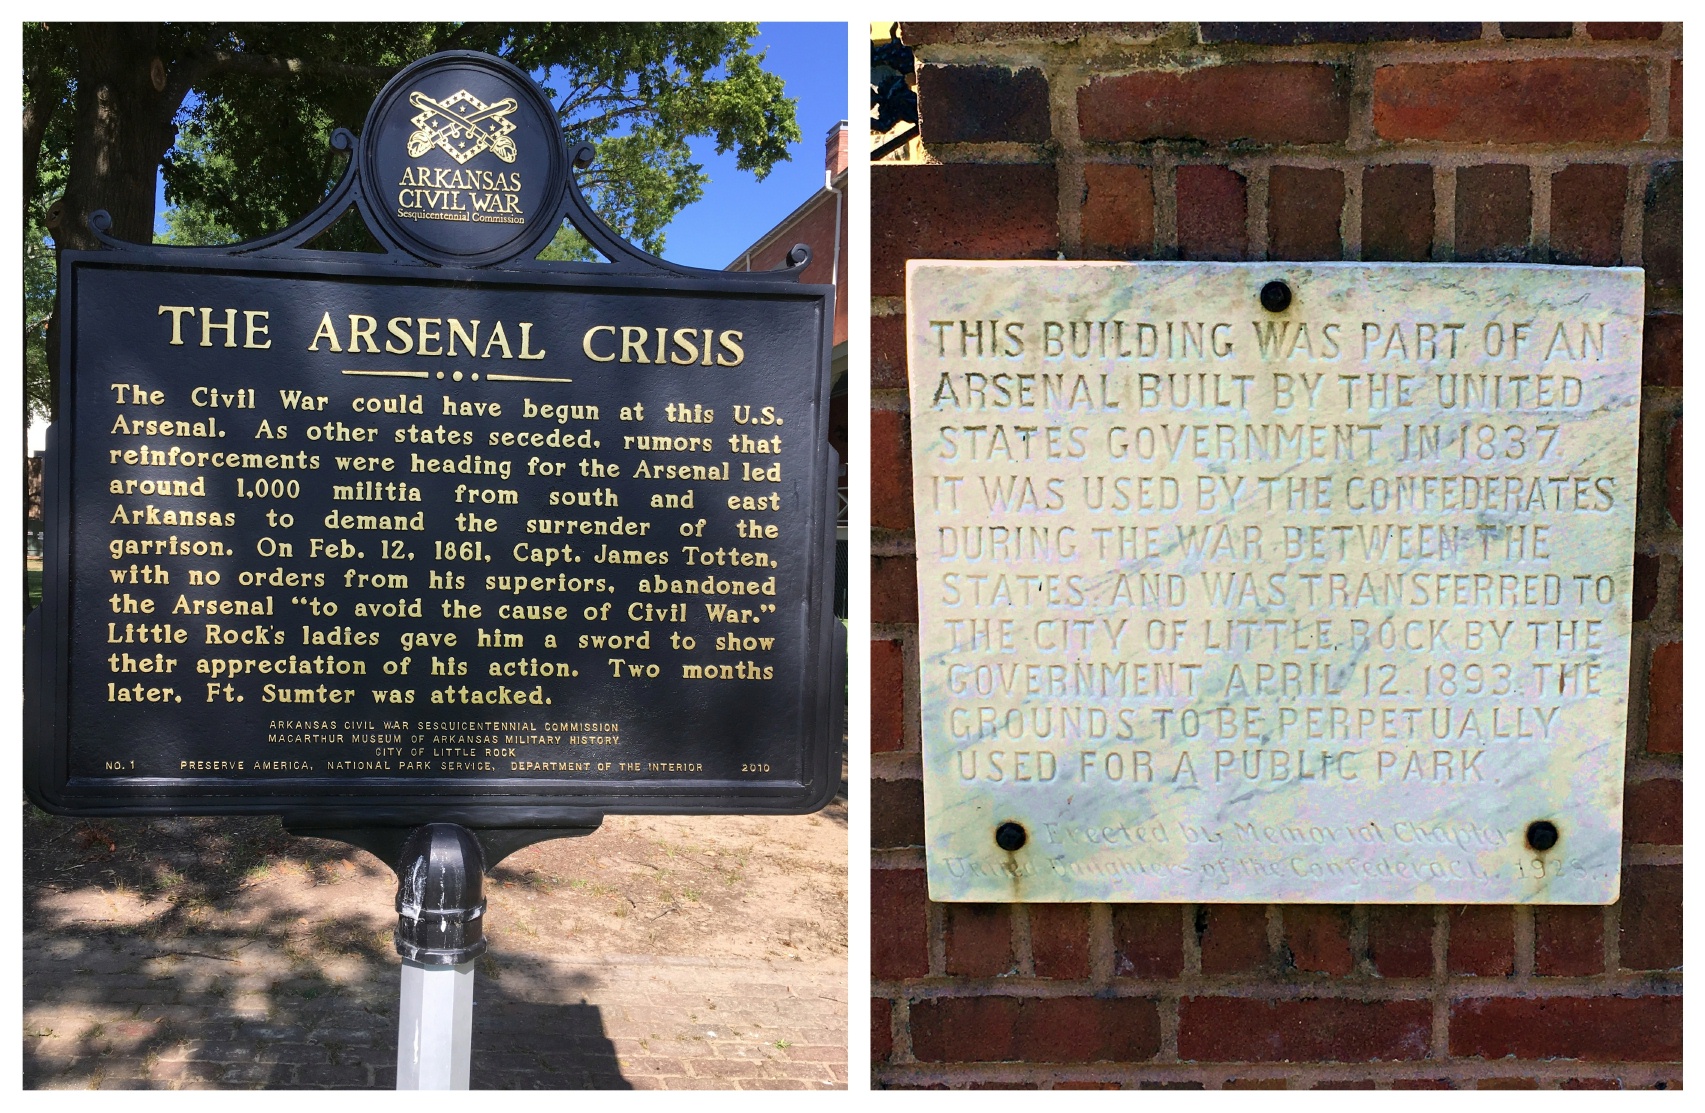 ARKANSAS
CIVIL WAR
Sesquicentennial Commission
THE ARSENAL CRISIS
The Civil War could have begun at this U.S.
Arsenal. As other states seceded, rumors that
reinforcements were heading for the Arsenal led
around 1,000 militia from south and east
Arkansas to demand the surrender of the
garrison. On Feb. 12, 1861, Capt. James Totten,
with no orders from his superiors, abandoned
the Arsenal “to avoid the cause of Civil War.”
Little Rock's ladies gave him a sword to show
their appreciation of his action. Two months
later, Ft. Sumter was attacked.
ARKANSAS CIVIL WAR SESQUICENTENNIAL COMMISSION
MACARTHUR MUSEUM OF ARKANSAS MILITARY HISTORY
CITY OF LITTLE ROCK
NO. 1 PRESERVE AMERICA, NATIONAL PARK SERVICE, DEPARTMENT OF THE INTERIOR 2010
THIS BUILDING WAS PART OF AN
ARSENAL BUILT BY THE UNITED
STATES GOVERNMENT IN 1837.
IT WAS USED BY THE CONFEDERATES
DURING THE WAR BETWEEN THE
STATES, AND WAS TRANSFERRED TO
THE CITY OF LITTLE ROCK BY THE
GOVERNMENT APRIL 12. 1893. THE
GROUNDS TO BE PERPETUALLY
USED FOR A PUBLIC PARK.
Erected by Memorial Chapter
United Daughters of the Confederacy.